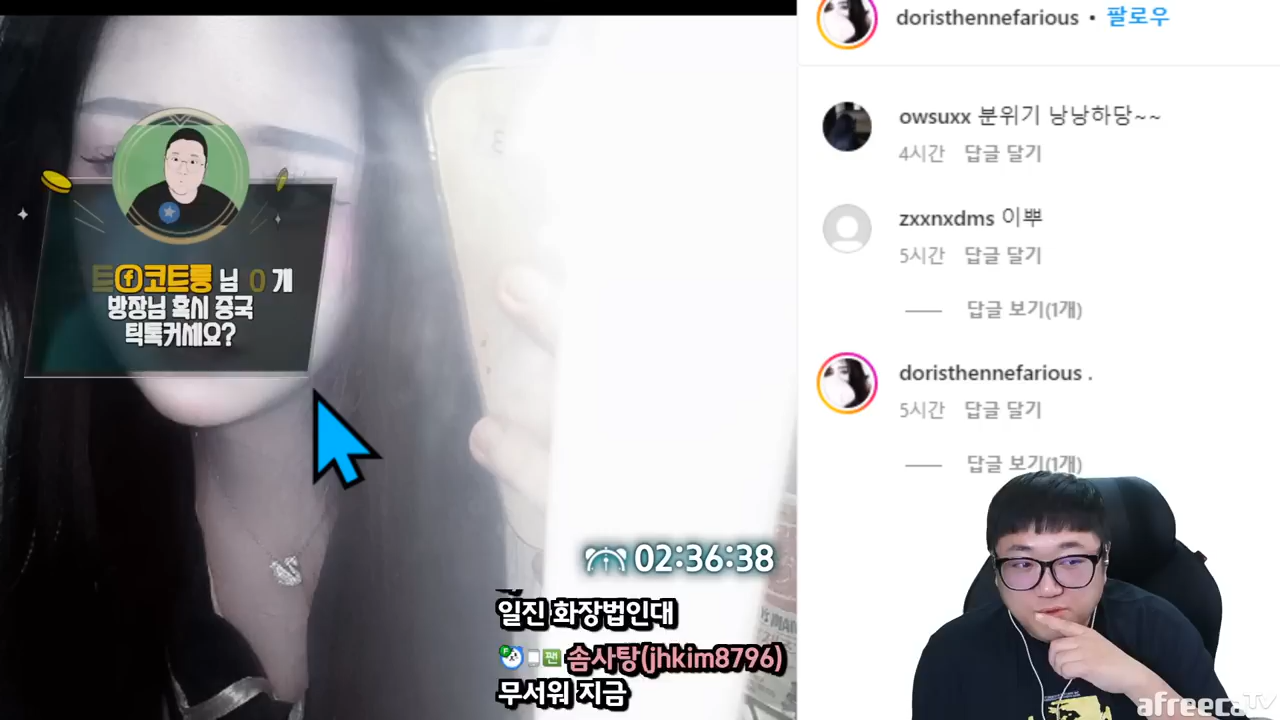 doristhennefarious • 팔로우
owsuxx 분위기 낭낭하당~~
4시간 답글 달기
zxxnxdms 이뿌
5시간 답글 달기
답글 보기(1개)
doristhennefarious .
5시간 답글 달기
답글 보기(1개)
트코트룽 님 0 개
방장님 혹시 중국
틱톡커세요?
02:36:38
일진 화장법인대
팬 솜사탕(jhkim8796)
무서워 지금
afreecaTV